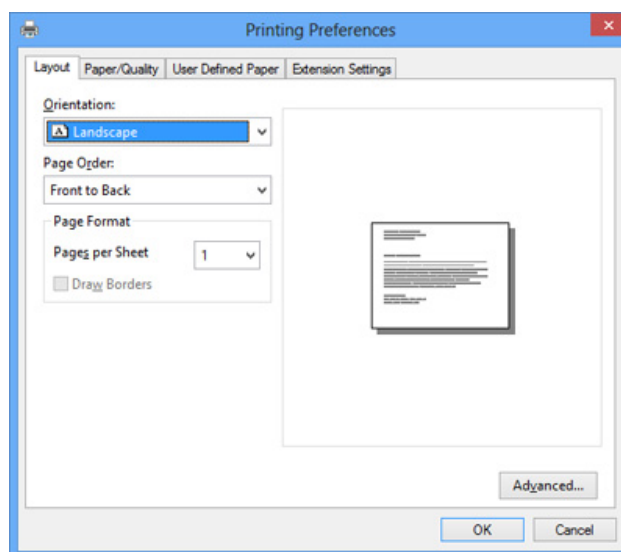 Printing Preferences
Layout Paper/Quality User Defined Paper Extension Settings
Orientation:
A Landscape
Page Order:
Front to Back
Page Format
Pages per Sheet 1
Draw Borders
Advanced...
OK Cancel